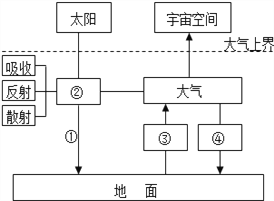 太阳
宇宙空间
大气上界
吸收
反射
散射
②
大气
①
③
④
地 面